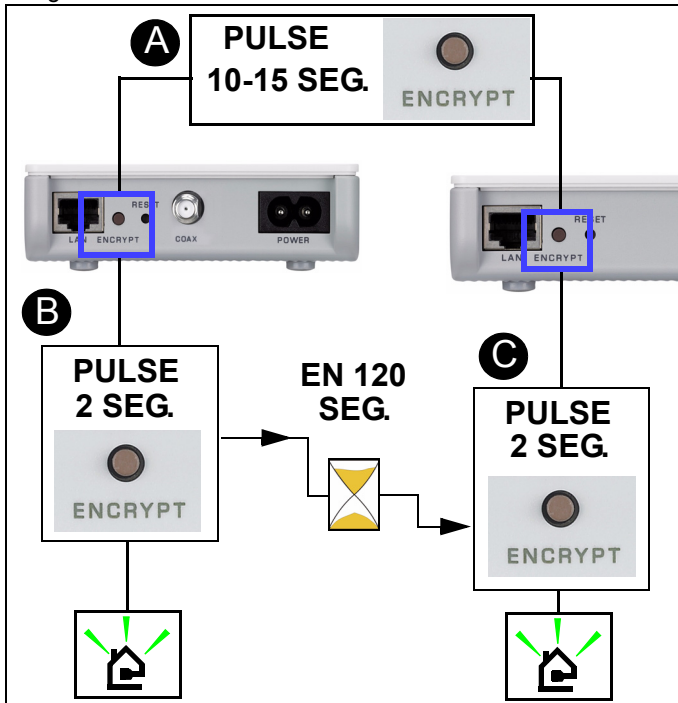 A
PULSE
10-15 SEG.
ENCRYPT
LAN ENCRYPT RESET COAX POWER
LAN ENCRYPT RESET
B
PULSE
2 SEG.
ENCRYPT
EN 120
SEG.
C
PULSE
2 SEG.
ENCRYPT